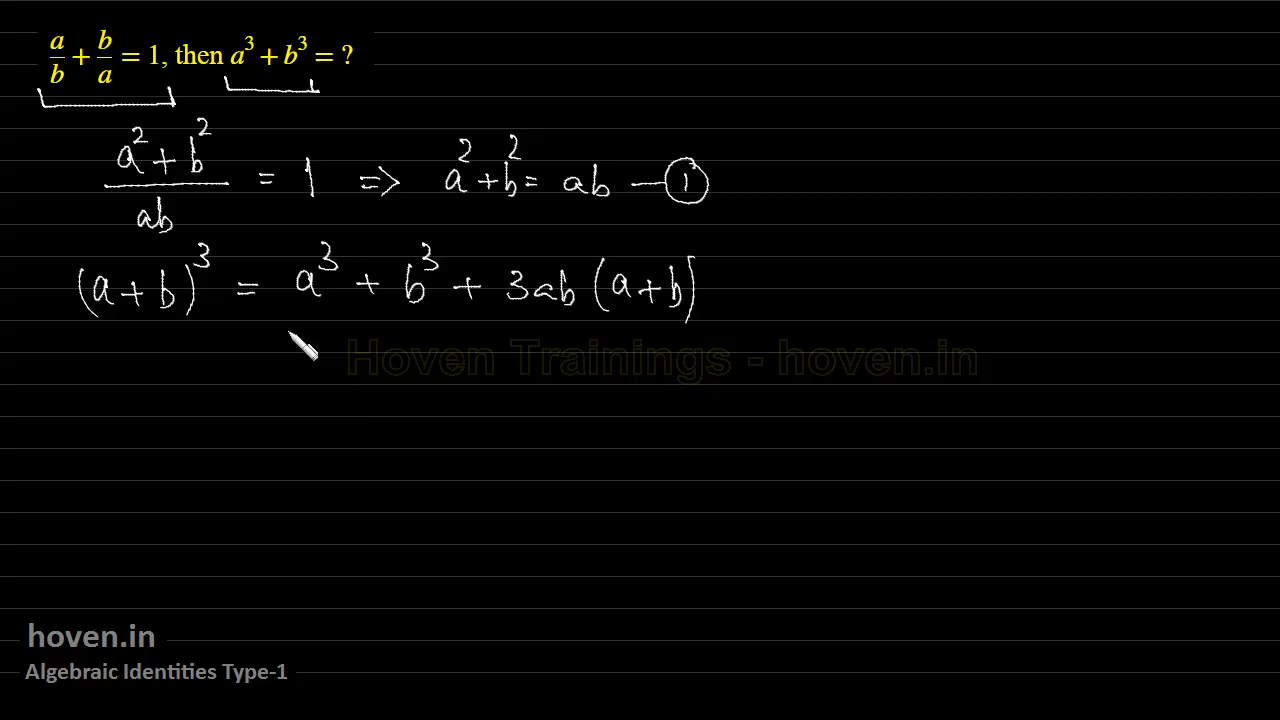 a/b + b/a = 1, then a³ + b³ = ?
(a² + b²)/ab = 1 ⇒ a² + b² = ab — ①
(a + b)³ = a³ + b³ + 3ab (a + b)
Hoven Trainings - hoven.in
hoven.in
Algebraic Identities Type-1